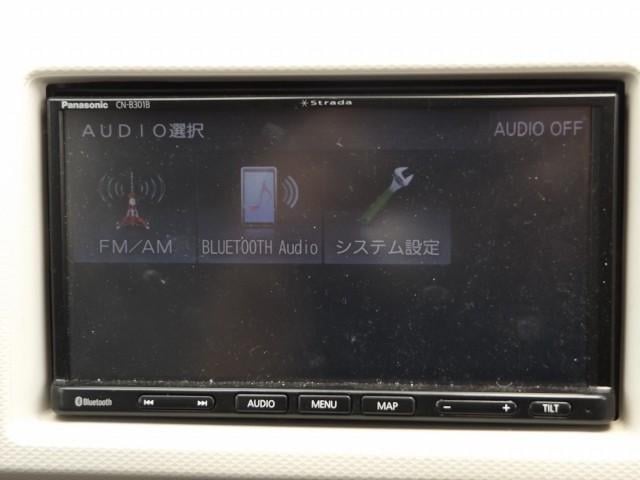 Panasonic CN-B301B Strada
AUDIO選択 AUDIO OFF
FM/AM BLUETOOTH Audio システム設定
Bluetooth AUDIO MENU MAP − + TILT